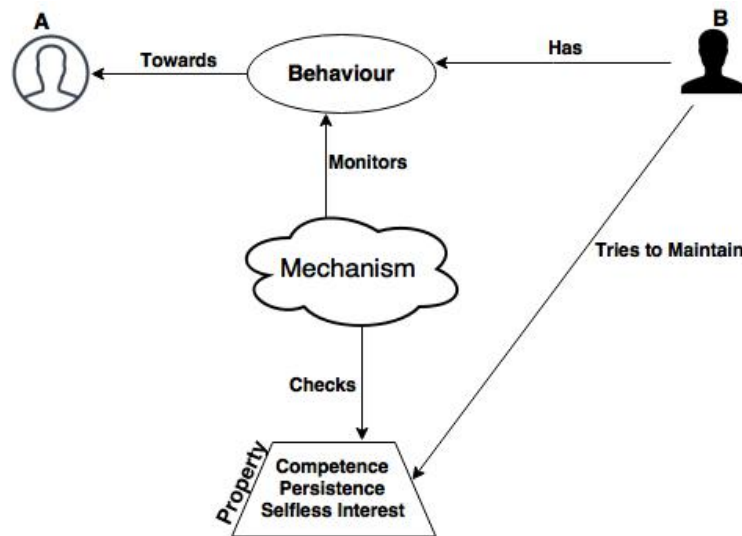 A
B
Towards
Behaviour
Has
Monitors
Mechanism
Tries to Maintain
Checks
Property
Competence
Persistence
Selfless Interest